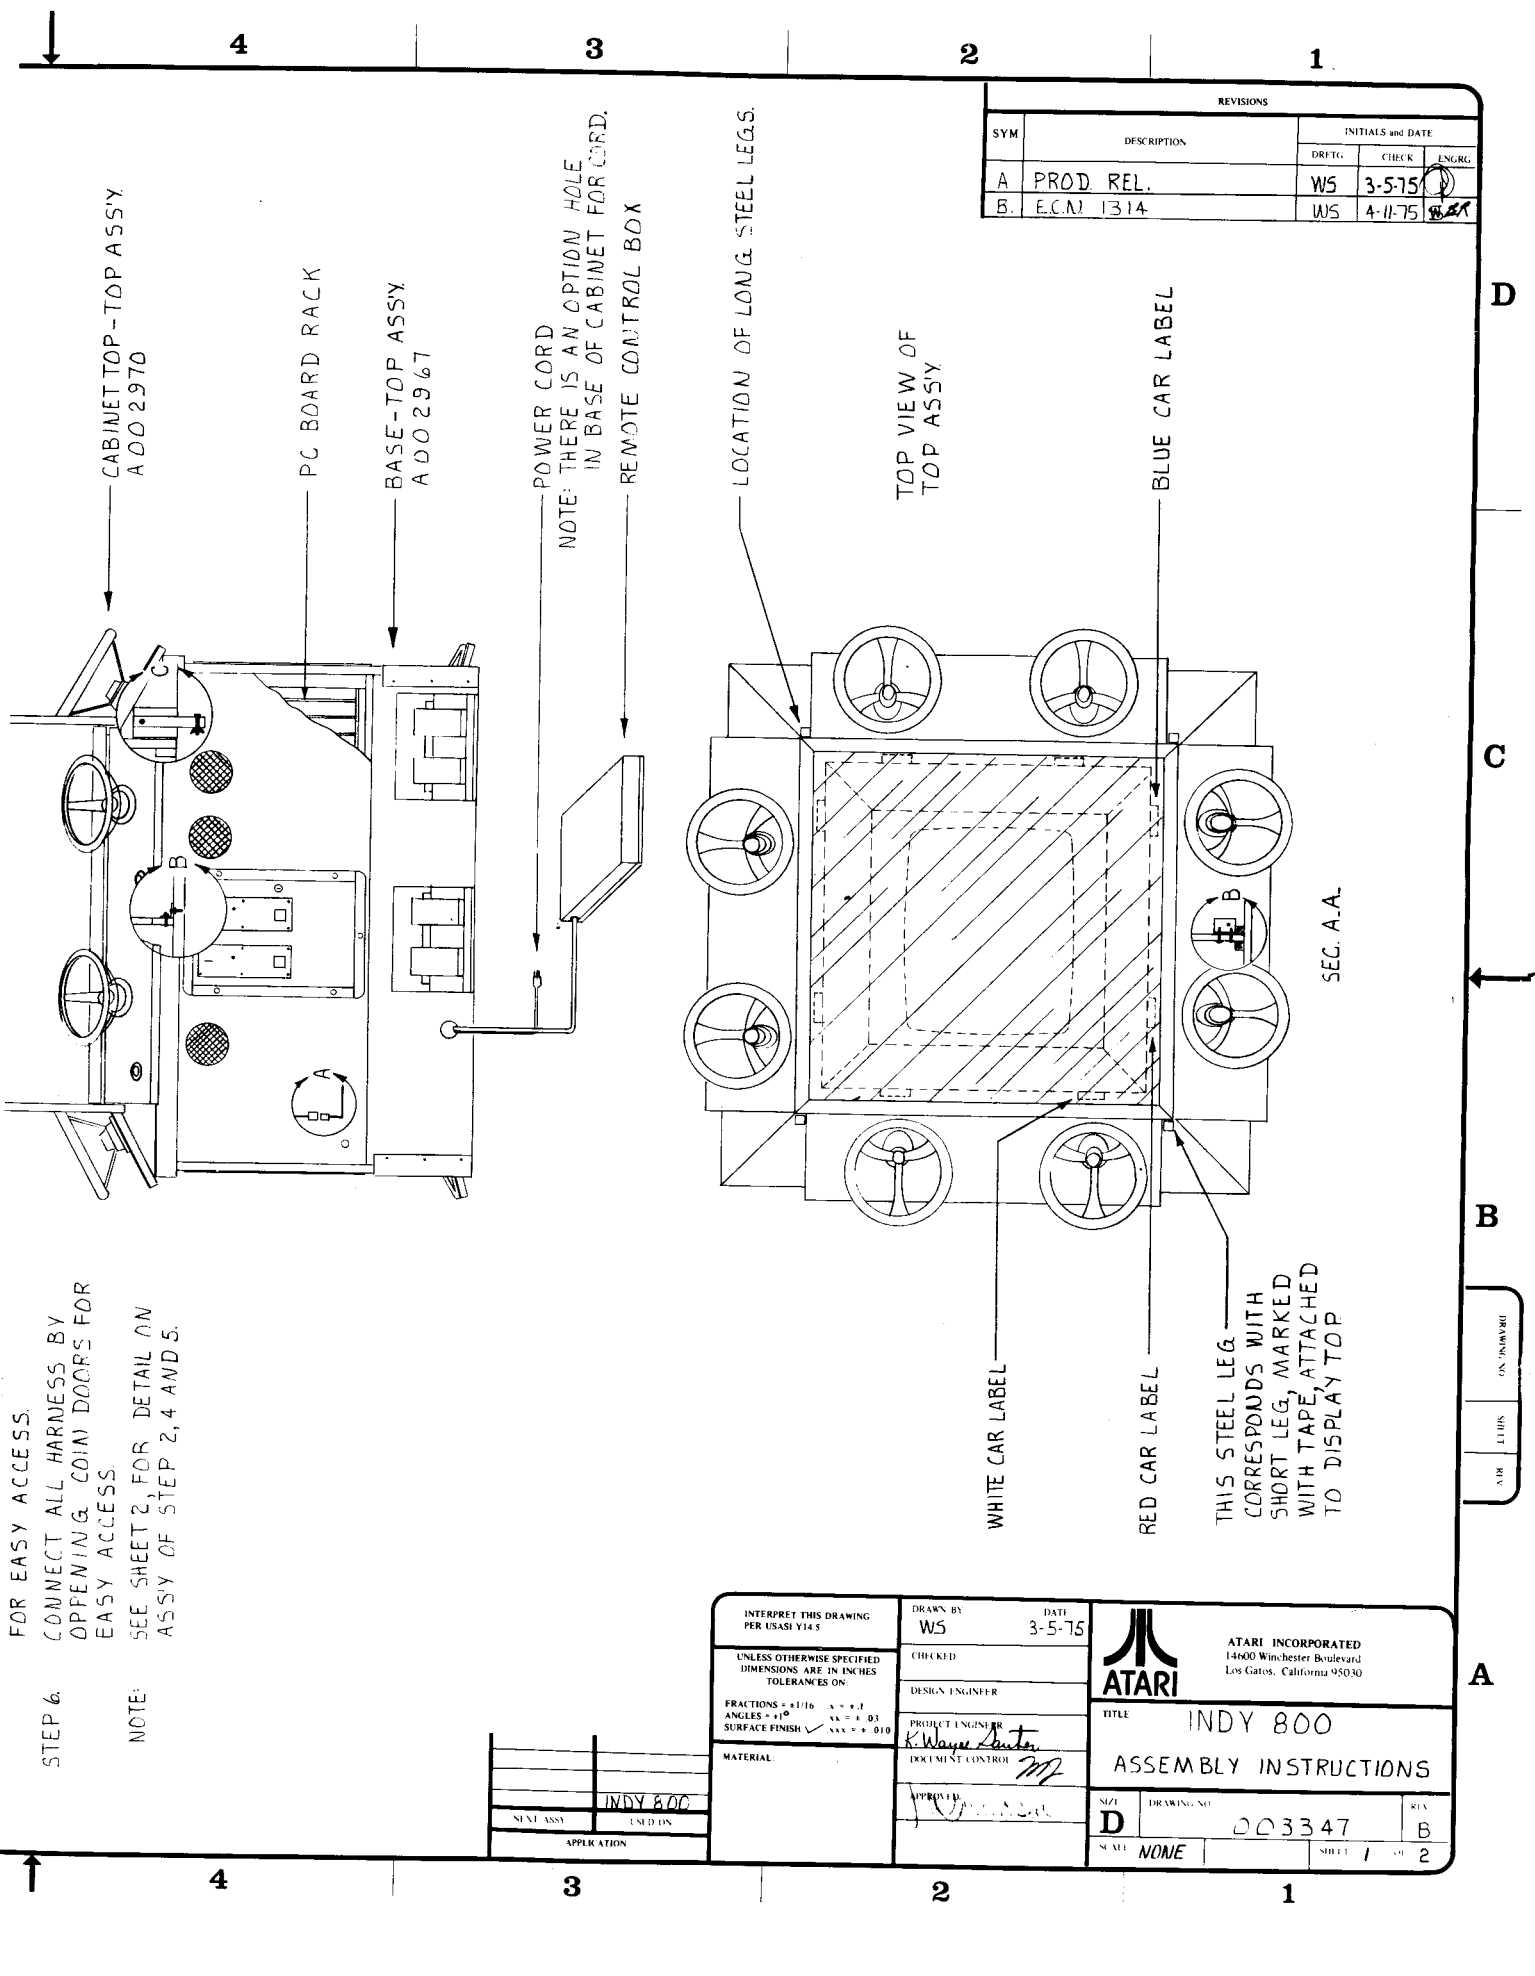 4
3
2
1
REVISIONS
SYM
DESCRIPTION
INITIALS and DATE
DRFTG
CHECK
ENGRG
A PROD. REL. WS 3-5-75
B. E.C.N. 1314 WS 4-11-75
D
C
B
A
CABINET TOP-TOP ASS'Y.
A002970
PC BOARD RACK
BASE-TOP ASS'Y.
A002967
POWER CORD
NOTE: THERE IS AN OPTION HOLE
IN BASE OF CABINET FOR CORD.
REMOTE CONTROL BOX
LOCATION OF LONG STEEL LEGS.
TOP VIEW OF
TOP ASS'Y.
BLUE CAR LABEL
C
B
A
B
SEC. A-A.
WHITE CAR LABEL
RED CAR LABEL
THIS STEEL LEG
CORRESPONDS WITH
SHORT LEG, MARKED
WITH TAPE, ATTACHED
TO DISPLAY TOP
FOR EASY ACCESS.
STEP 6. CONNECT ALL HARNESS BY
OPPENING COIN DOORS FOR
EASY ACCESS.
NOTE: SEE SHEET 2, FOR DETAIL ON
ASS'Y OF STEP 2, 4 AND 5.
DRAWING NO
SHEET
REV
INTERPRET THIS DRAWING
PER USASI Y14.5
UNLESS OTHERWISE SPECIFIED
DIMENSIONS ARE IN INCHES
TOLERANCES ON:
FRACTIONS = ±1/16 .x = ±.1
ANGLES = ±1° .xx = ± .03
SURFACE FINISH √ .xxx = ± .010
MATERIAL:
DRAWN BY
DATE
WS 3-5-75
CHECKED
DESIGN ENGINEER
PROJECT ENGINEER
K. Wayne
DOCUMENT CONTROL
APPROVED
ATARI
ATARI INCORPORATED
14600 Winchester Boulevard
Los Gatos, California 95030
TITLE
INDY 800
ASSEMBLY INSTRUCTIONS
SIZE
D
DRAWING NO
003347
REV
B
SCALE NONE
SHEET 1 OF 2
INDY 800
NEXT ASSY
USED ON
APPLICATION
4
3
2
1